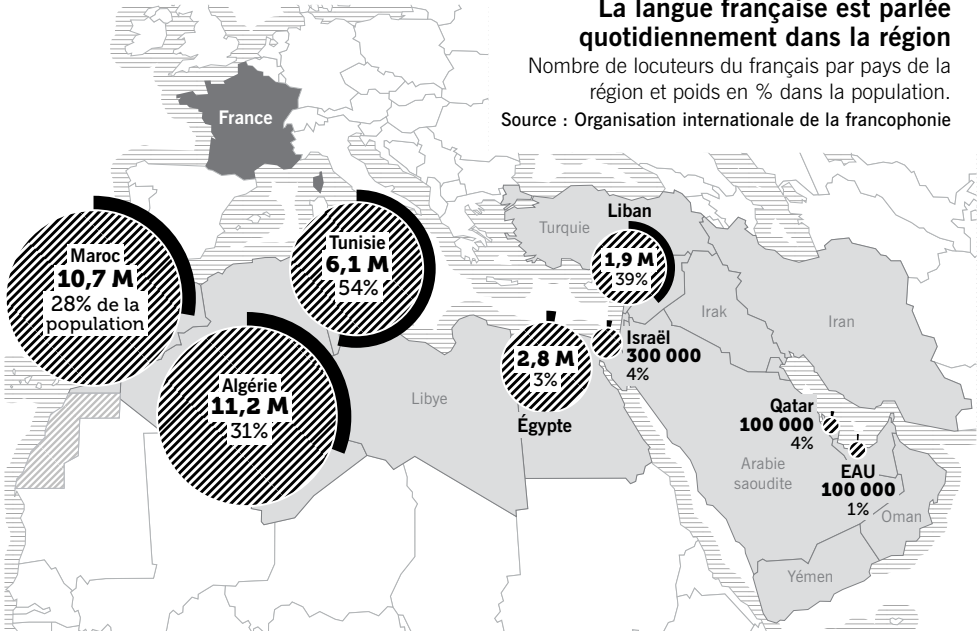 La langue française est parlée
quotidiennement dans la région
Nombre de locuteurs du français par pays de la
région et poids en % dans la population.
Source : Organisation internationale de la francophonie
France
Maroc
10,7 M
28% de la
population
Tunisie
6,1 M
54%
Algérie
11,2 M
31%
Libye
Turquie
Liban
1,9 M
39%
2,8 M
3%
Égypte
Israël
300 000
4%
Irak
Iran
Qatar
100 000
4%
EAU
100 000
1%
Arabie
saoudite
Oman
Yémen